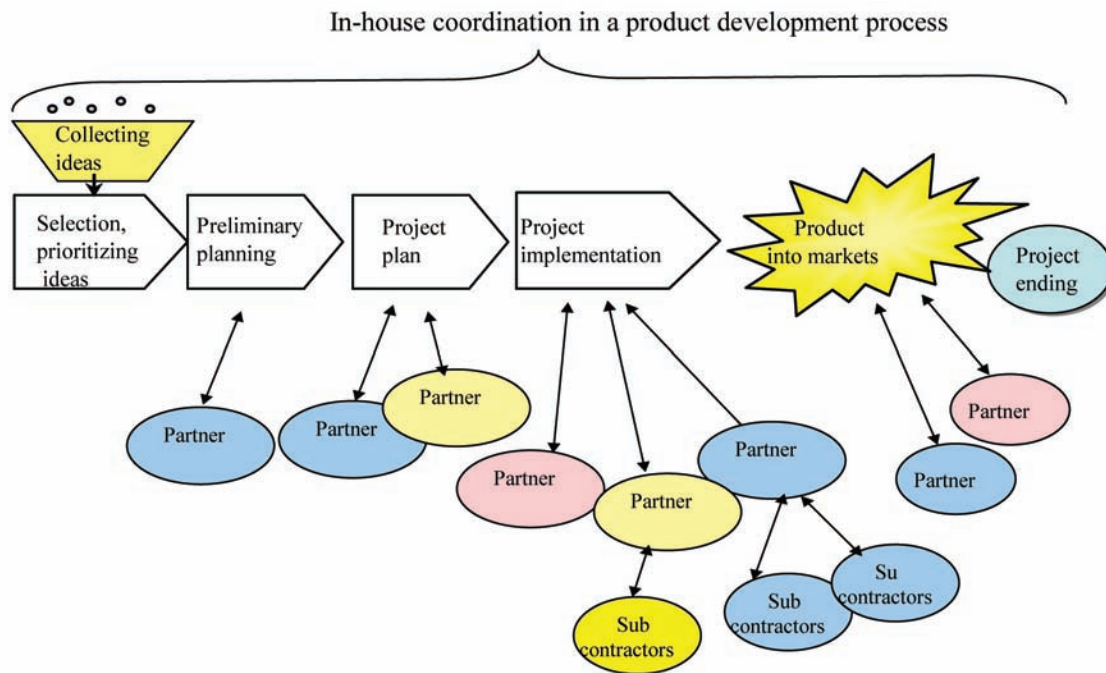 In-house coordination in a product development process
Collecting
ideas
Selection,
prioritizing
ideas
Preliminary
planning
Project
plan
Project
implementation
Product
into markets
Project
ending
Partner
Partner
Partner
Partner
Partner
Partner
Partner
Partner
Sub
contractors
Sub
contractors
Su
contractors